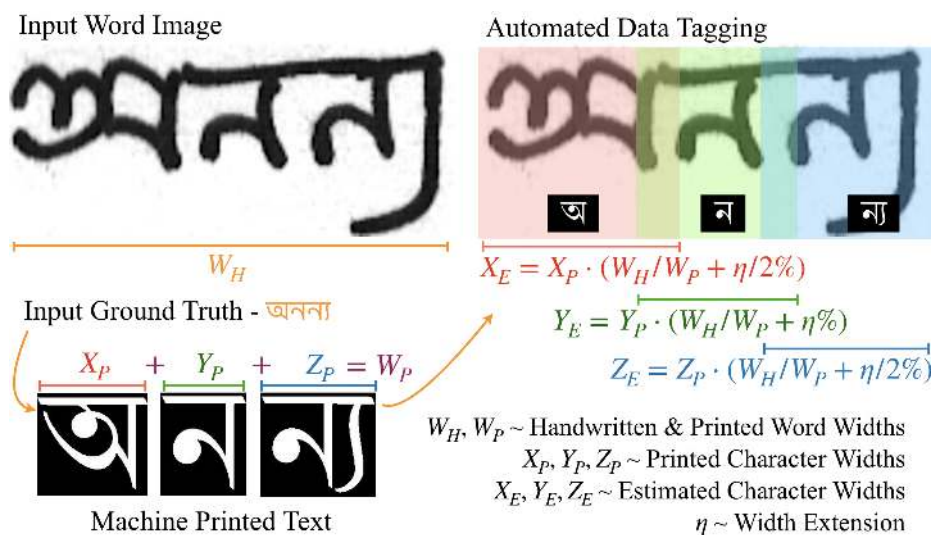 Input Word Image
অনন্য
W_H
Input Ground Truth - অনন্য
X_P + Y_P + Z_P = W_P
অ ন ন্য
Machine Printed Text
Automated Data Tagging
অনন্য
অ ন ন্য
X_E = X_P · (W_H/W_P + η/2%)
Y_E = Y_P · (W_H/W_P + η%)
Z_E = Z_P · (W_H/W_P + η/2%)
W_H, W_P ~ Handwritten & Printed Word Widths
X_P, Y_P, Z_P ~ Printed Character Widths
X_E, Y_E, Z_E ~ Estimated Character Widths
η ~ Width Extension